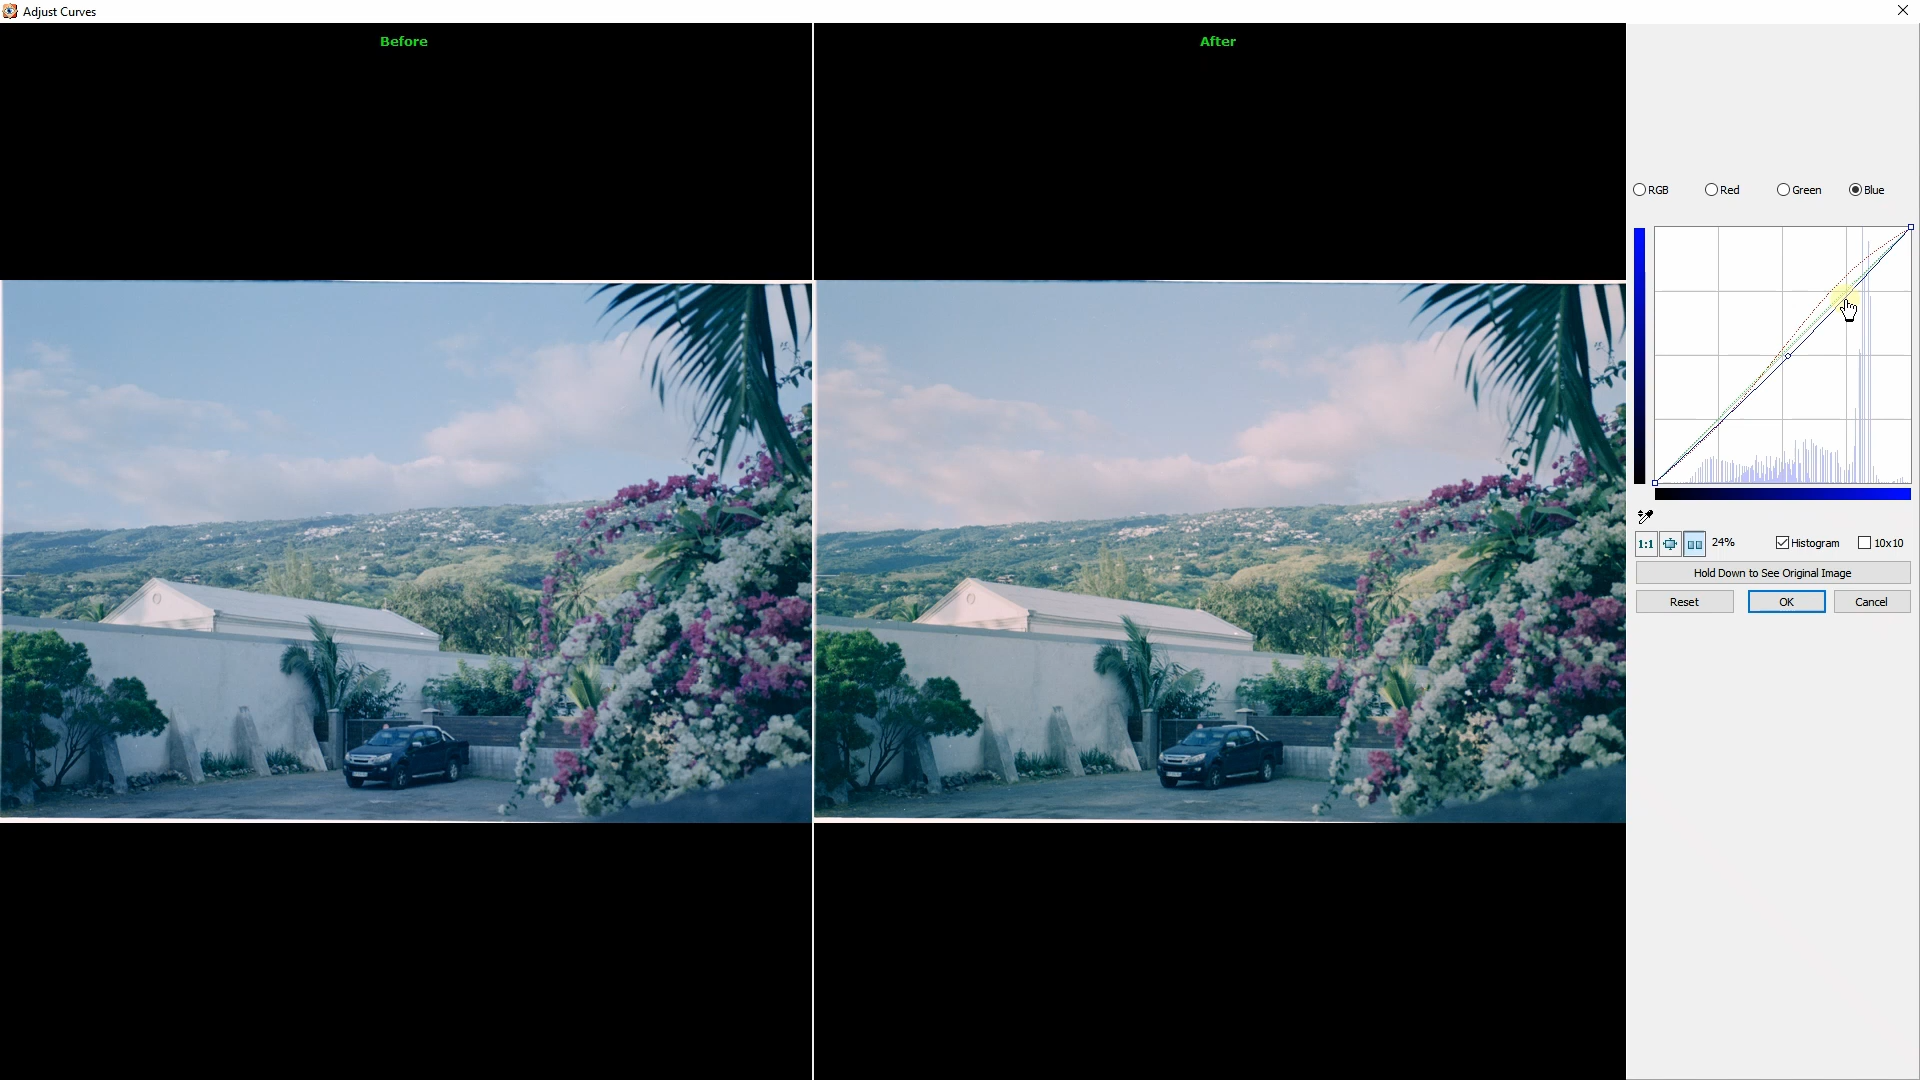 Adjust Curves
Before
After
RGB Red Green Blue
1:1 24% Histogram 10x10
Hold Down to See Original Image
Reset OK Cancel